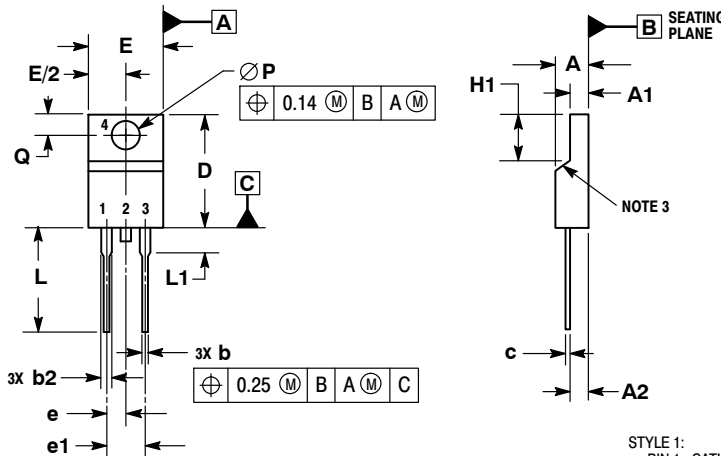 A
B SEATING
PLANE
E
E/2
A
Ø P
H1
A1
⌖ 0.14 Ⓜ B A Ⓜ
4
Q
D
C
NOTE 3
1 2 3
L
L1
3X b
c
3X b2
⌖ 0.25 Ⓜ B A Ⓜ C
A2
e
e1
STYLE 1: